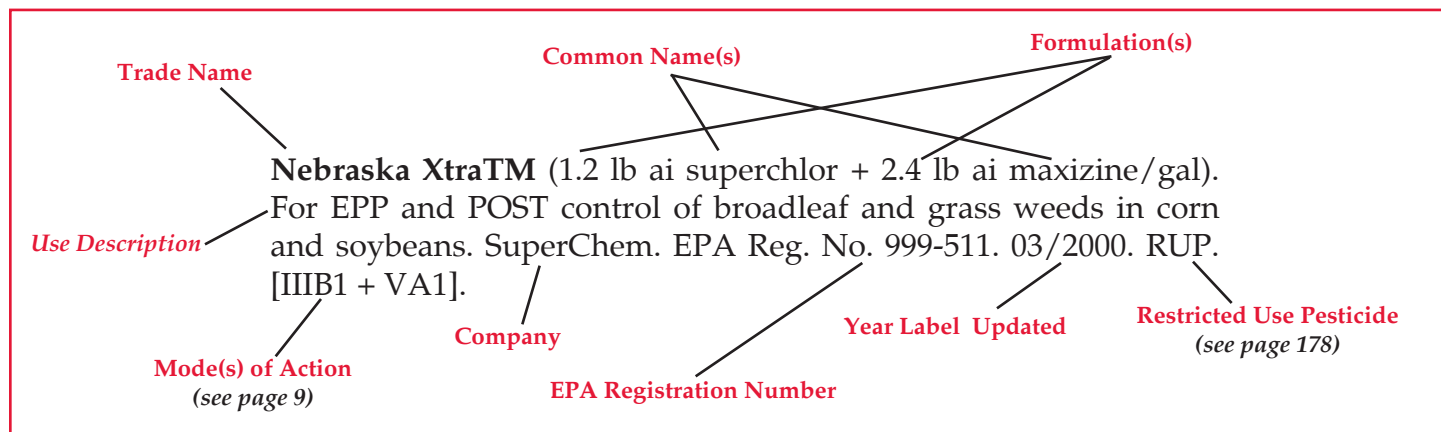 Formulation(s)
Common Name(s)
Trade Name
Nebraska XtraTM (1.2 lb ai superchlor + 2.4 lb ai maxizine/gal).
For EPP and POST control of broadleaf and grass weeds in corn
Use Description
and soybeans. SuperChem. EPA Reg. No. 999-511. 03/2000. RUP.
[IIIB1 + VA1].
Company
Year Label Updated
Restricted Use Pesticide
(see page 178)
Mode(s) of Action
(see page 9)
EPA Registration Number